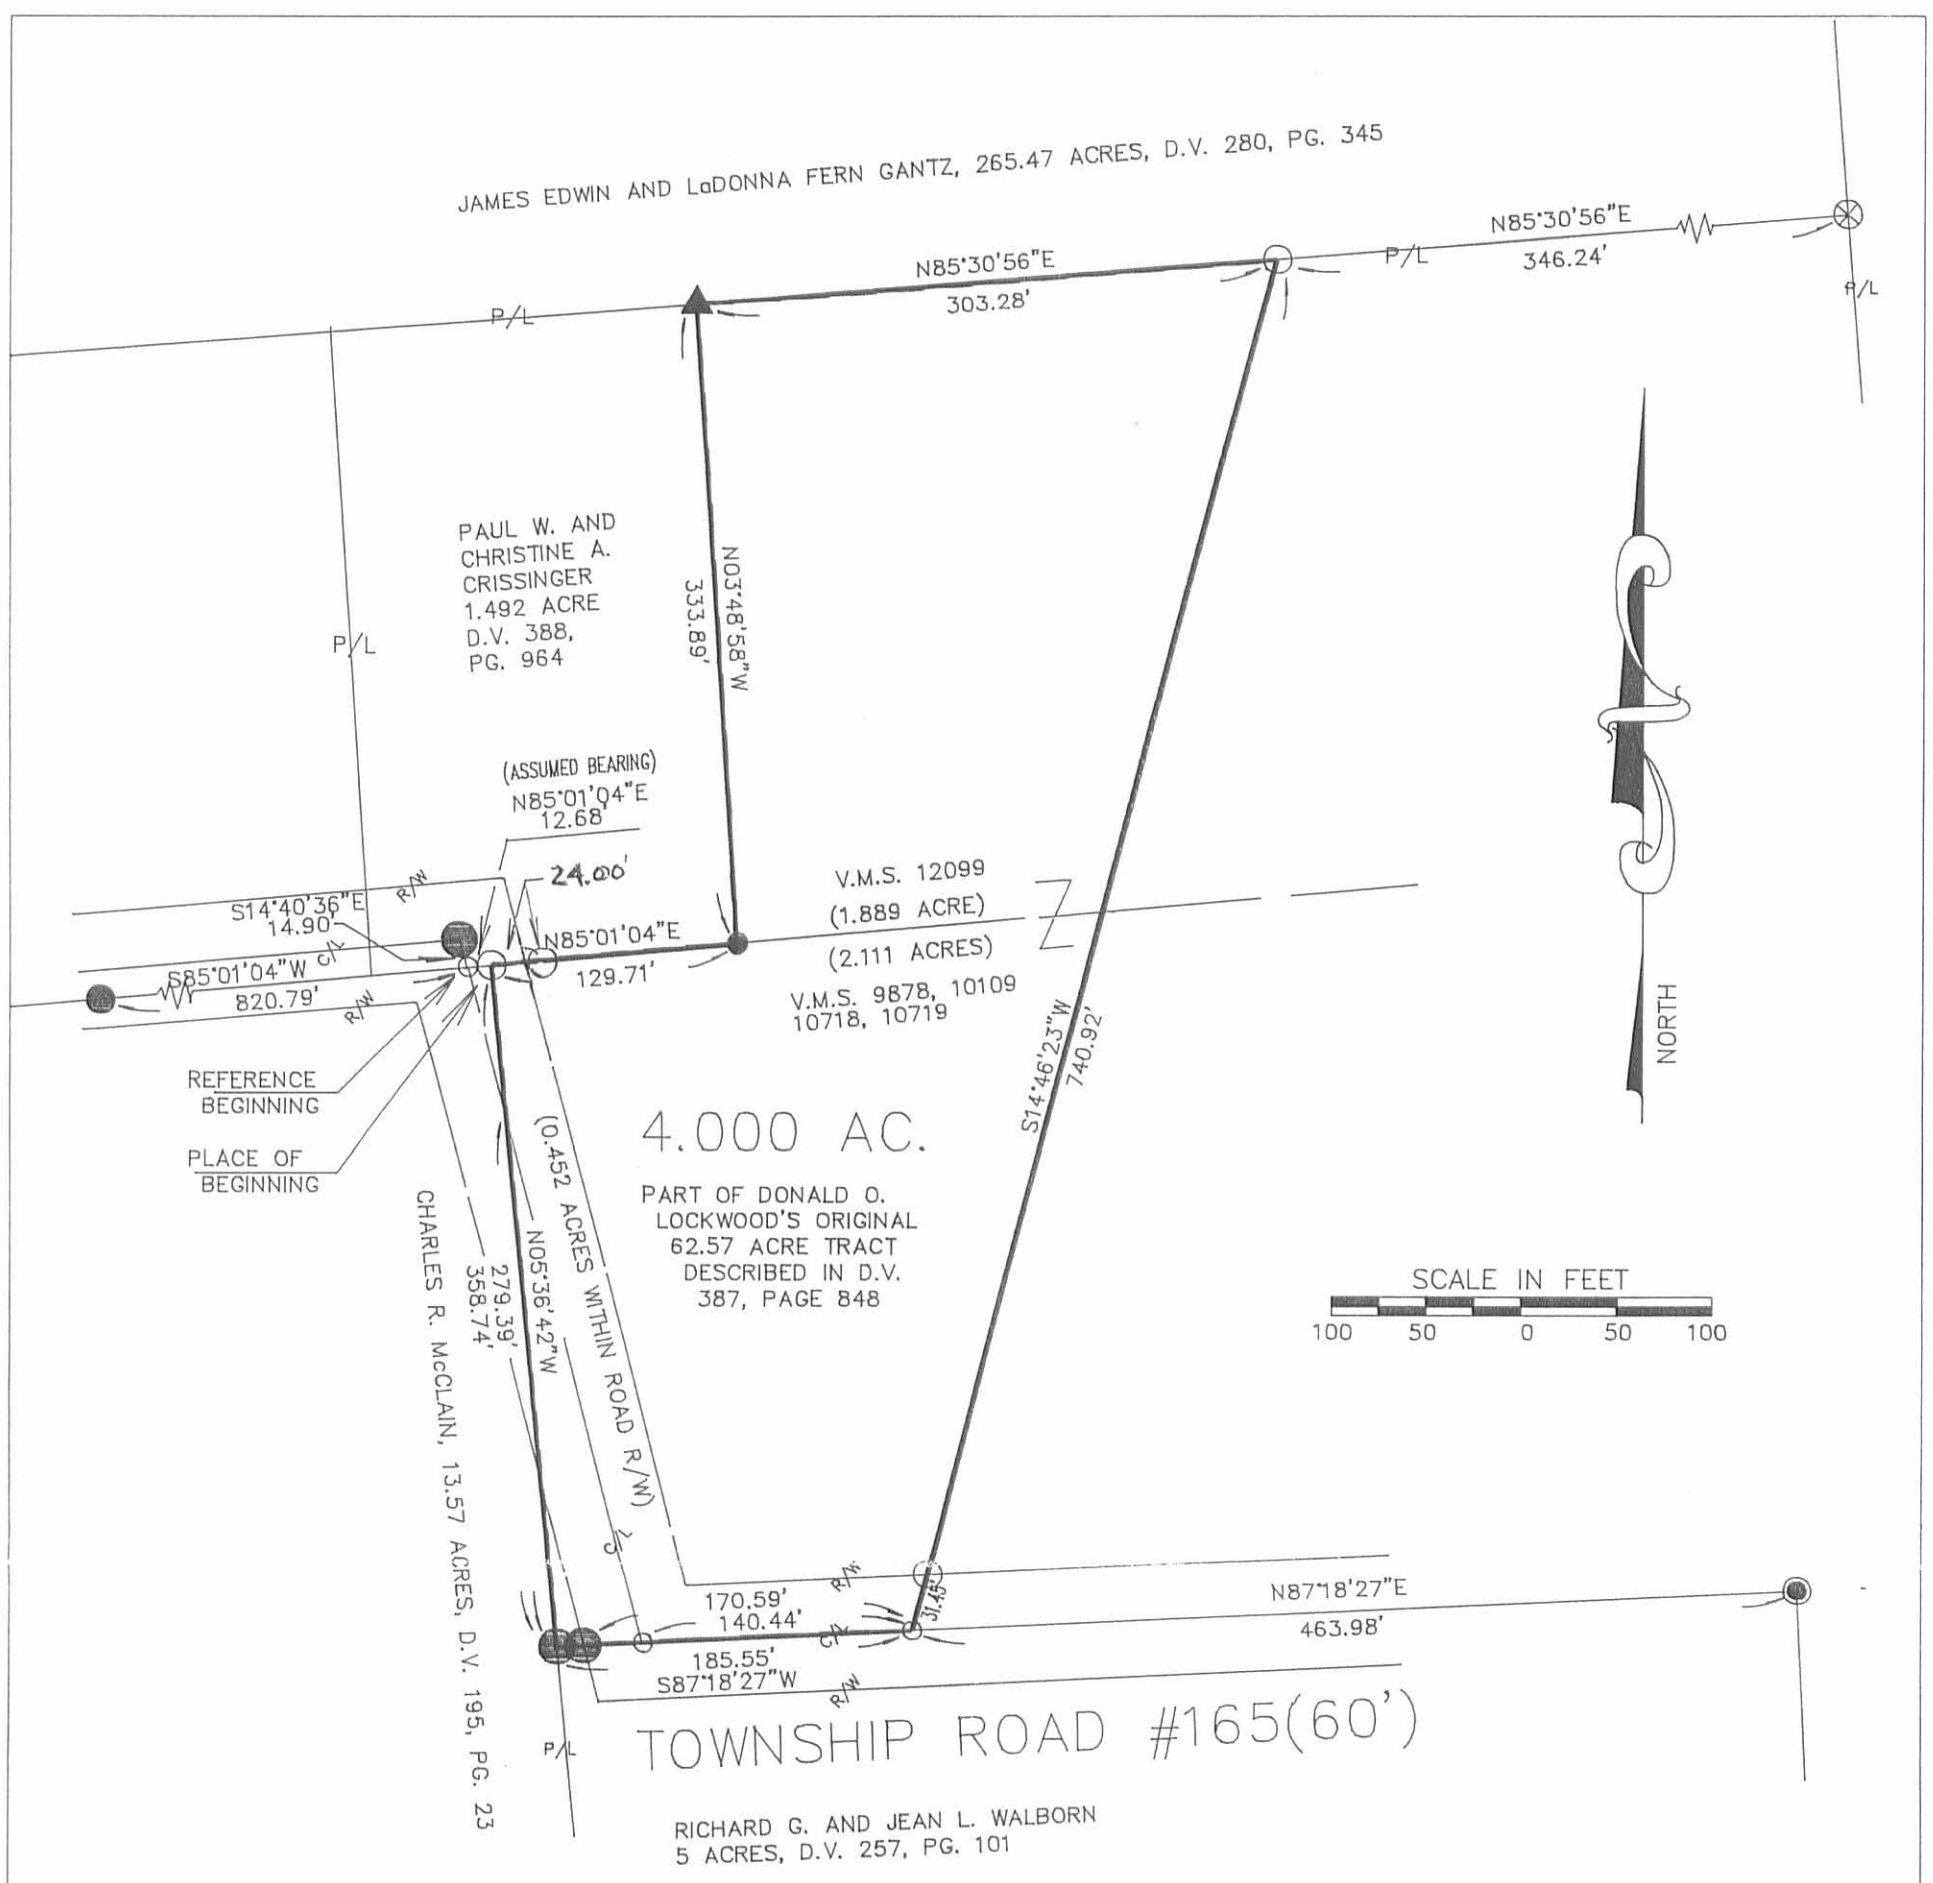 JAMES EDWIN AND LaDONNA FERN GANTZ, 265.47 ACRES, D.V. 280, PG. 345
N85°30'56"E
346.24'
P/L
P/L
N85°30'56"E
303.28'
P/L
PAUL W. AND
CHRISTINE A.
CRISSINGER
1.492 ACRE
D.V. 388,
PG. 964
P/L
N03°48'58"W
333.89'
(ASSUMED BEARING)
N85°01'04"E
12.68'
24.00'
R/W
S14°40'36"E
14.90'
C/L
S85°01'04"W
820.79'
R/W
N85°01'04"E
129.71'
V.M.S. 12099
(1.889 ACRE)
(2.111 ACRES)
V.M.S. 9878, 10109
10718, 10719
S14°46'23"W
740.92'
NORTH
REFERENCE
BEGINNING
PLACE OF
BEGINNING
4.000 AC.
PART OF DONALD O.
LOCKWOOD'S ORIGINAL
62.57 ACRE TRACT
DESCRIBED IN D.V.
387, PAGE 848
(0.452 ACRES WITHIN ROAD R/W)
N05°36'42"W
279.39'
358.74'
CHARLES R. McCLAIN, 13.57 ACRES, D.V. 195, PG. 23
SCALE IN FEET
100 50 0 50 100
C/L
R/W
170.59'
140.44'
C/L
31.45'
185.55'
S87°18'27"W
R/W
N87°18'27"E
463.98'
P/L
TOWNSHIP ROAD #165(60')
RICHARD G. AND JEAN L. WALBORN
5 ACRES, D.V. 257, PG. 101